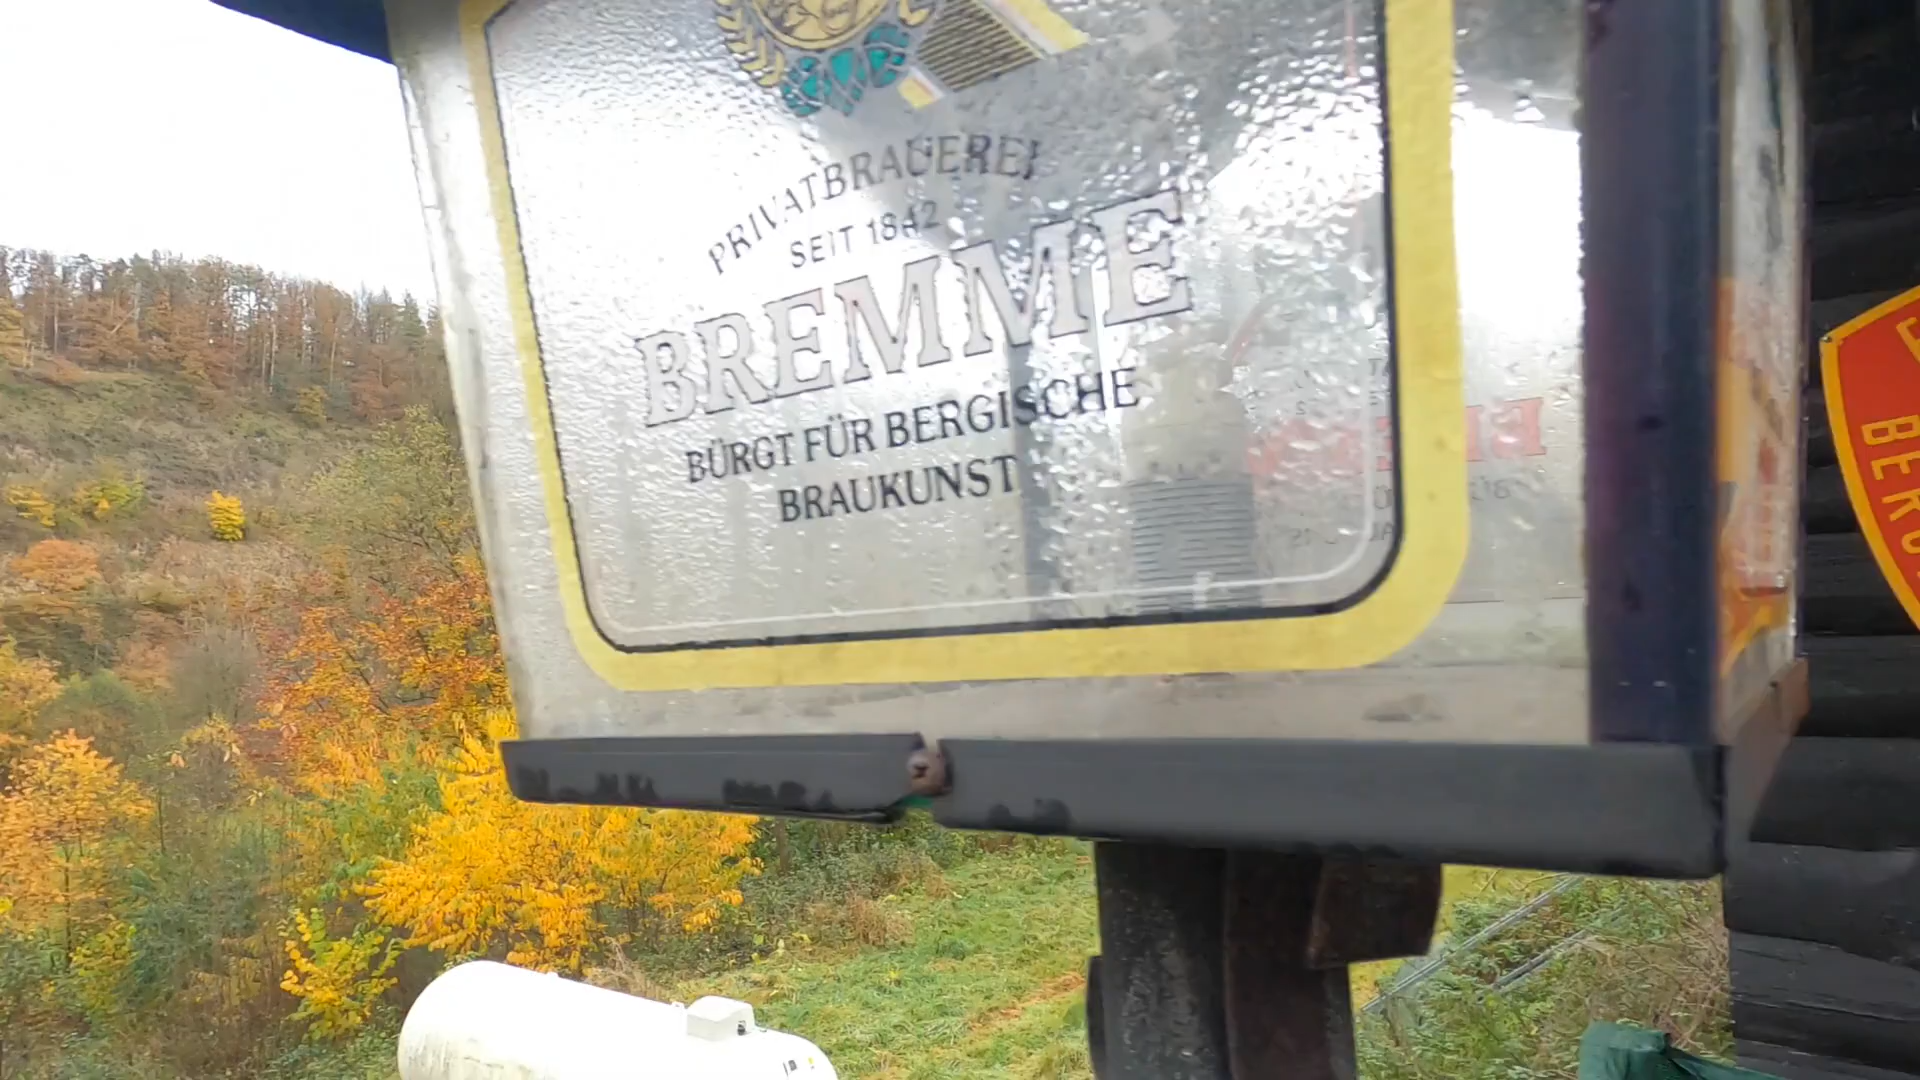 PRIVATBRAUEREI
SEIT 1842
BREMME
BÜRGT FÜR BERGISCHE
BRAUKUNST